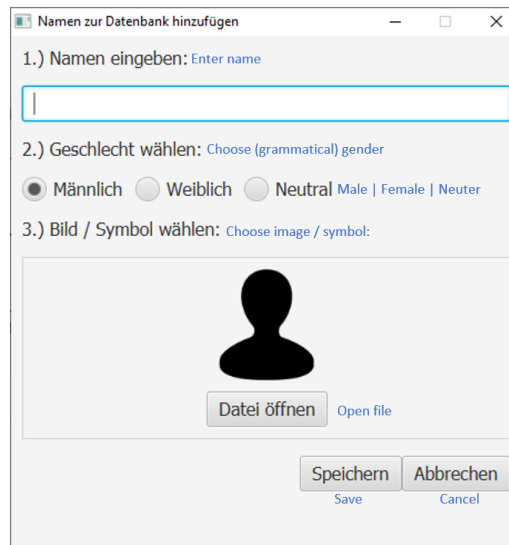 Namen zur Datenbank hinzufügen
1.) Namen eingeben: Enter name
2.) Geschlecht wählen: Choose (grammatical) gender
Männlich Weiblich Neutral Male | Female | Neuter
3.) Bild / Symbol wählen: Choose image / symbol:
Datei öffnen Open file
Speichern Abbrechen
Save Cancel